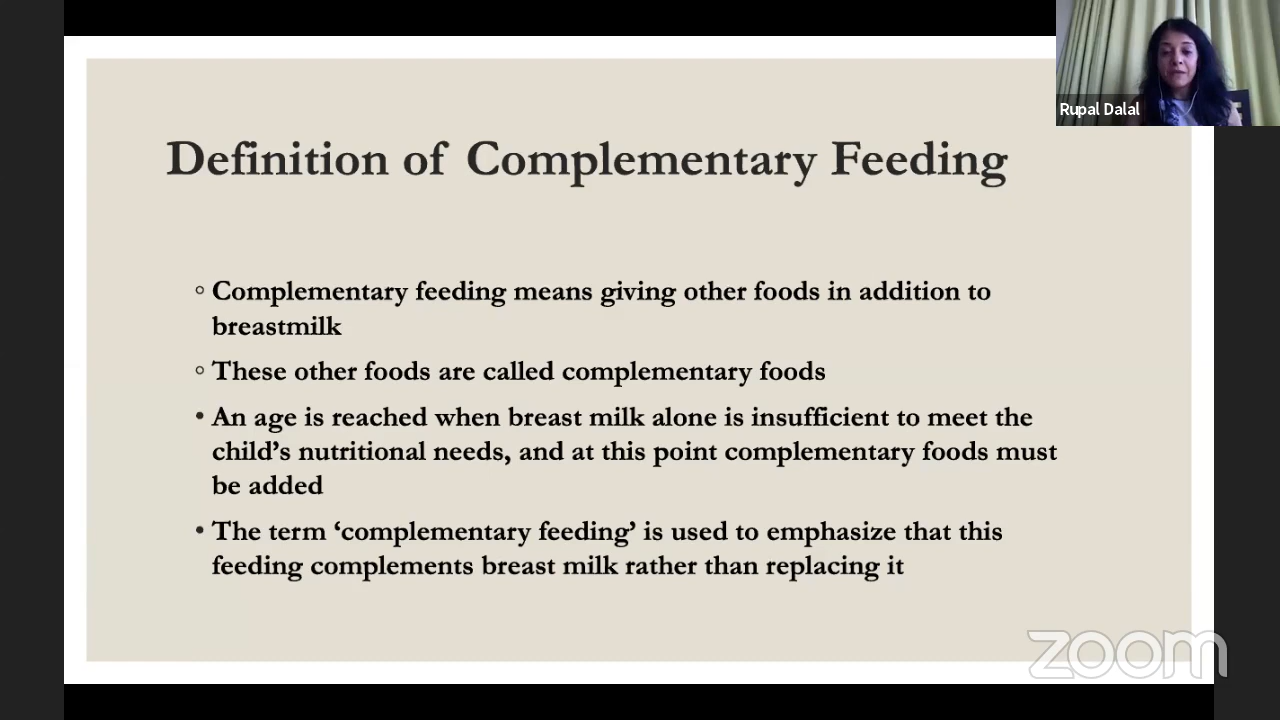 Rupal Dalal
Definition of Complementary Feeding
◦ Complementary feeding means giving other foods in addition to
breastmilk
◦ These other foods are called complementary foods
• An age is reached when breast milk alone is insufficient to meet the
child’s nutritional needs, and at this point complementary foods must
be added
• The term ‘complementary feeding’ is used to emphasize that this
feeding complements breast milk rather than replacing it
zoom